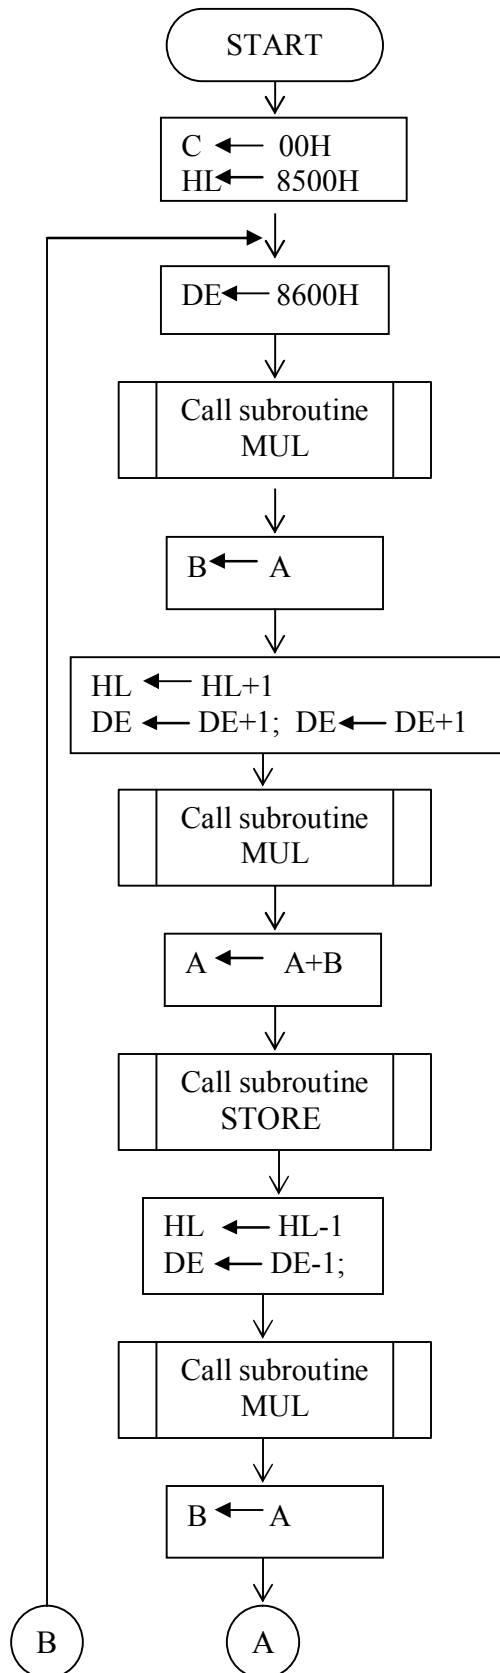 START
C 00H
HL 8500H
DE 8600H
Call subroutine
MUL
B A
HL HL+1
DE DE+1; DE DE+1
Call subroutine
MUL
A A+B
Call subroutine
STORE
HL HL-1
DE DE-1;
Call subroutine
MUL
B A
B A